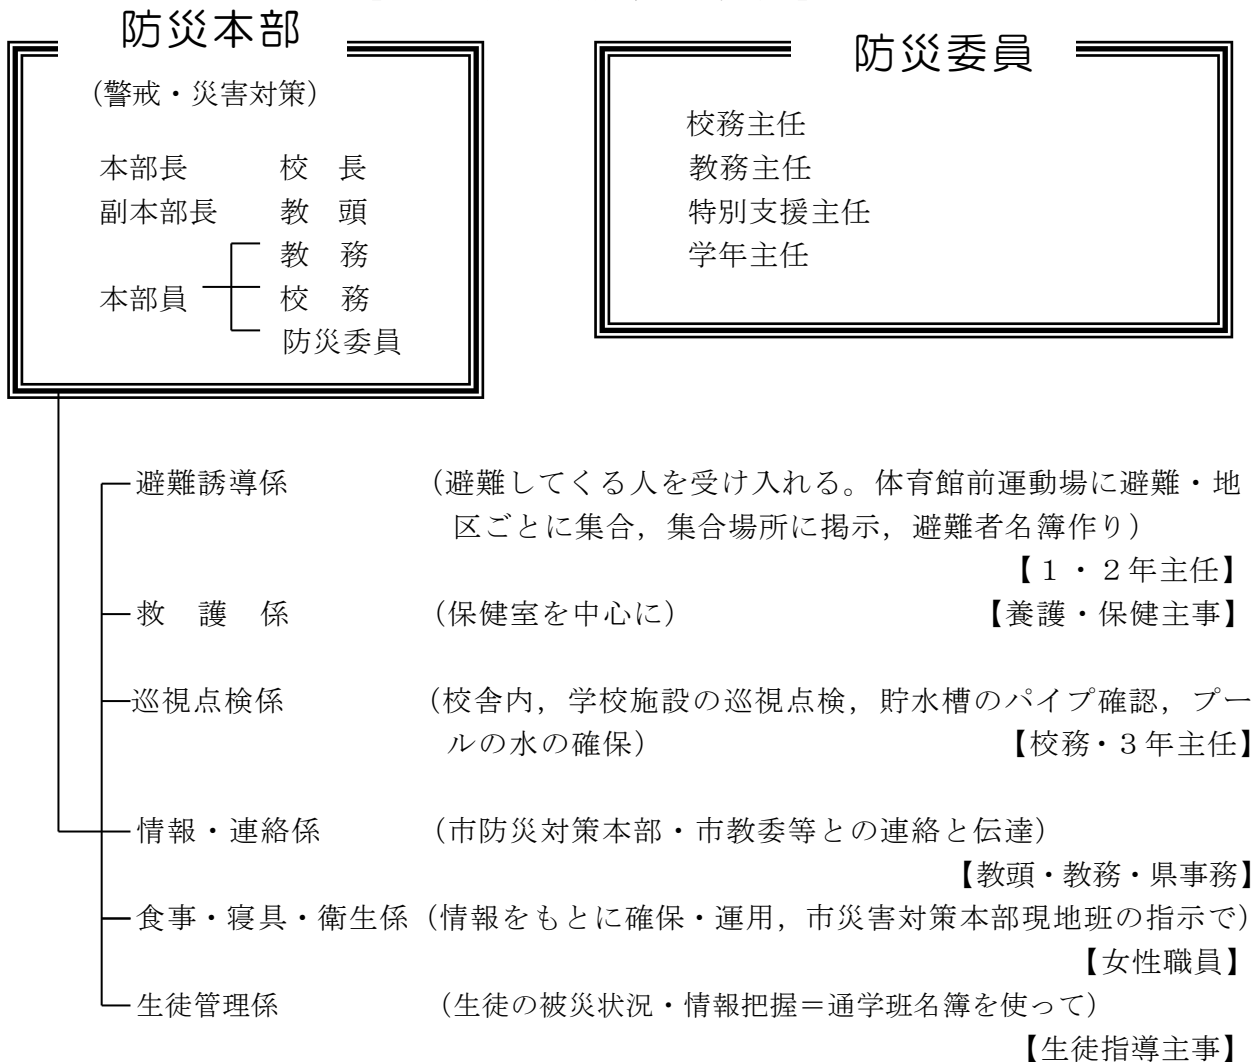 防災本部
(警戒・災害対策)
本部長 校 長
副本部長 教 頭
教 務
本部員 校 務
防災委員
防災委員
校務主任
教務主任
特別支援主任
学年主任
避難誘導係 (避難してくる人を受け入れる。体育館前運動場に避難・地
区ごとに集合,集合場所に掲示,避難者名簿作り)
【1・2年主任】
救 護 係 (保健室を中心に) 【養護・保健主事】
巡視点検係 (校舎内,学校施設の巡視点検,貯水槽のパイプ確認,プー
ルの水の確保) 【校務・3年主任】
情報・連絡係 (市防災対策本部・市教委等との連絡と伝達)
【教頭・教務・県事務】
食事・寝具・衛生係(情報をもとに確保・運用,市災害対策本部現地班の指示で)
【女性職員】
生徒管理係 (生徒の被災状況・情報把握=通学班名簿を使って)
【生徒指導主事】